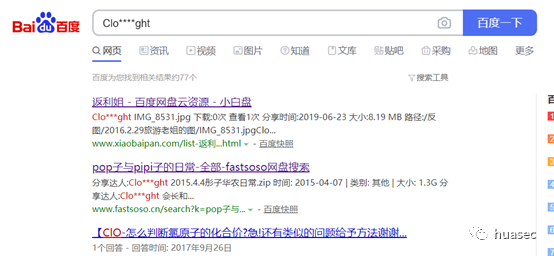 Bai du 百度
Clo****ght
百度一下
网页 资讯 视频 图片 知道 文库 贴吧 采购 地图 更多
百度为您找到相关结果约77个
搜索工具
返利姐 - 百度网盘云资源 - 小白盘
Clo***ght IMG_8531.jpg 下载:0次 查看1次 分享时间:2019-06-23 大小:8.19 MB 路径:/反
图/2016.2.29旅游老姐的图/IMG_8531.jpgClo...
www.xiaobaipan.com/list-返利...html - 百度快照
pop子与pipi子的日常-全部-fastsoso网盘搜索
分享达人:Clo***ght 2015.4.4彤子华农日常.zip 时间: 2015-04-07 | 类别: 其他 | 大小: 1.3G 分
享达人:Clo***ght 会长和...
www.fastsoso.cn/search?k=pop子与... - 百度快照
【ClO-怎么判断氯原子的化合价?急!还有类似的问题给予方法谢谢...
1个回答 - 回答时间: 2017年9月26日
huasec
百
1
2
3